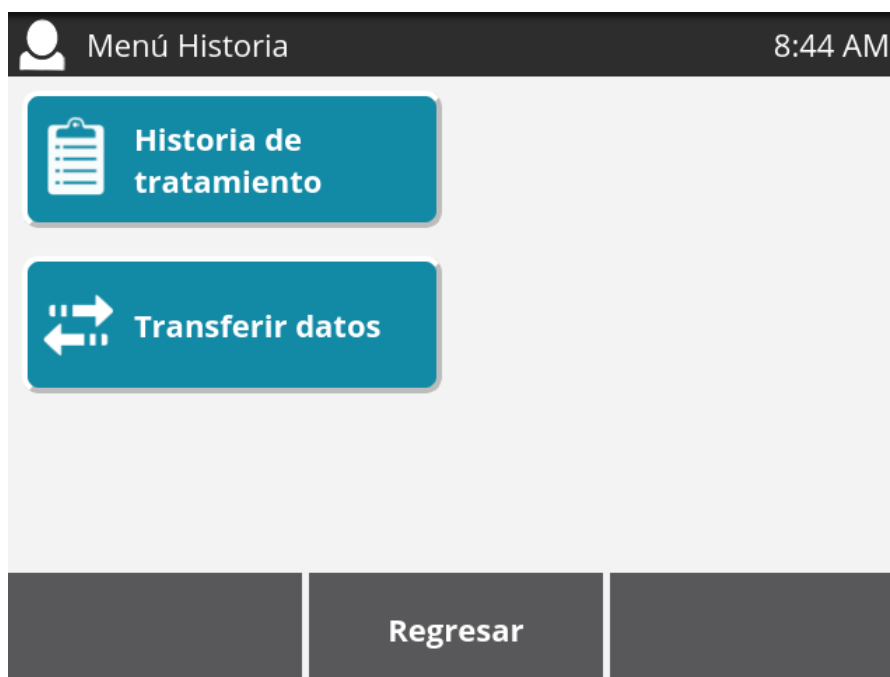 Menú Historia
8:44 AM
Historia de
tratamiento
Transferir datos
Regresar